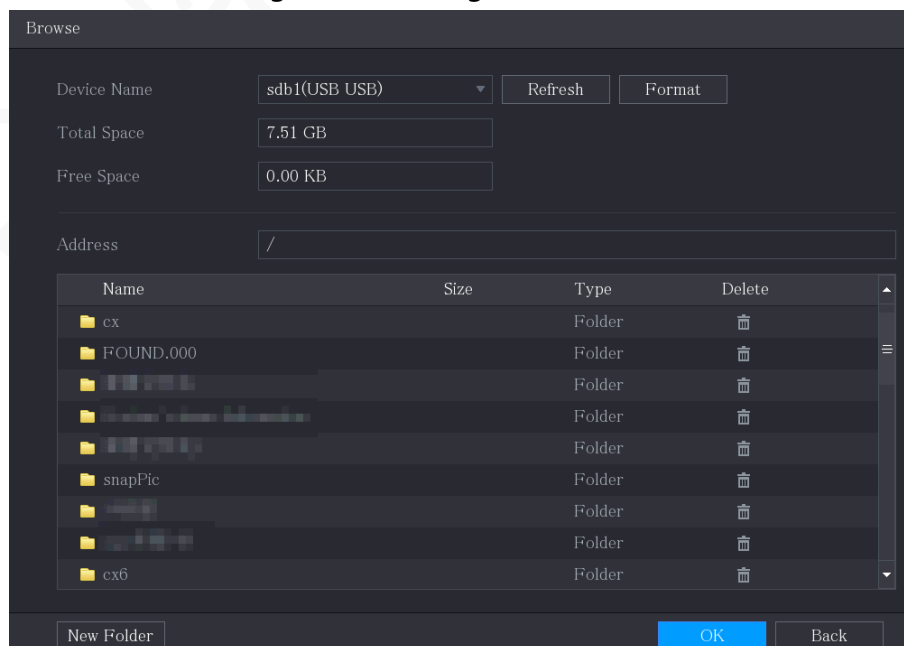 Browse
Device Name sdb1(USB USB) Refresh Format
Total Space 7.51 GB
Free Space 0.00 KB
Address /
Name Size Type Delete
cx Folder
FOUND.000 Folder
Folder
Folder
Folder
snapPic Folder
Folder
Folder
cx6 Folder
New Folder OK Back